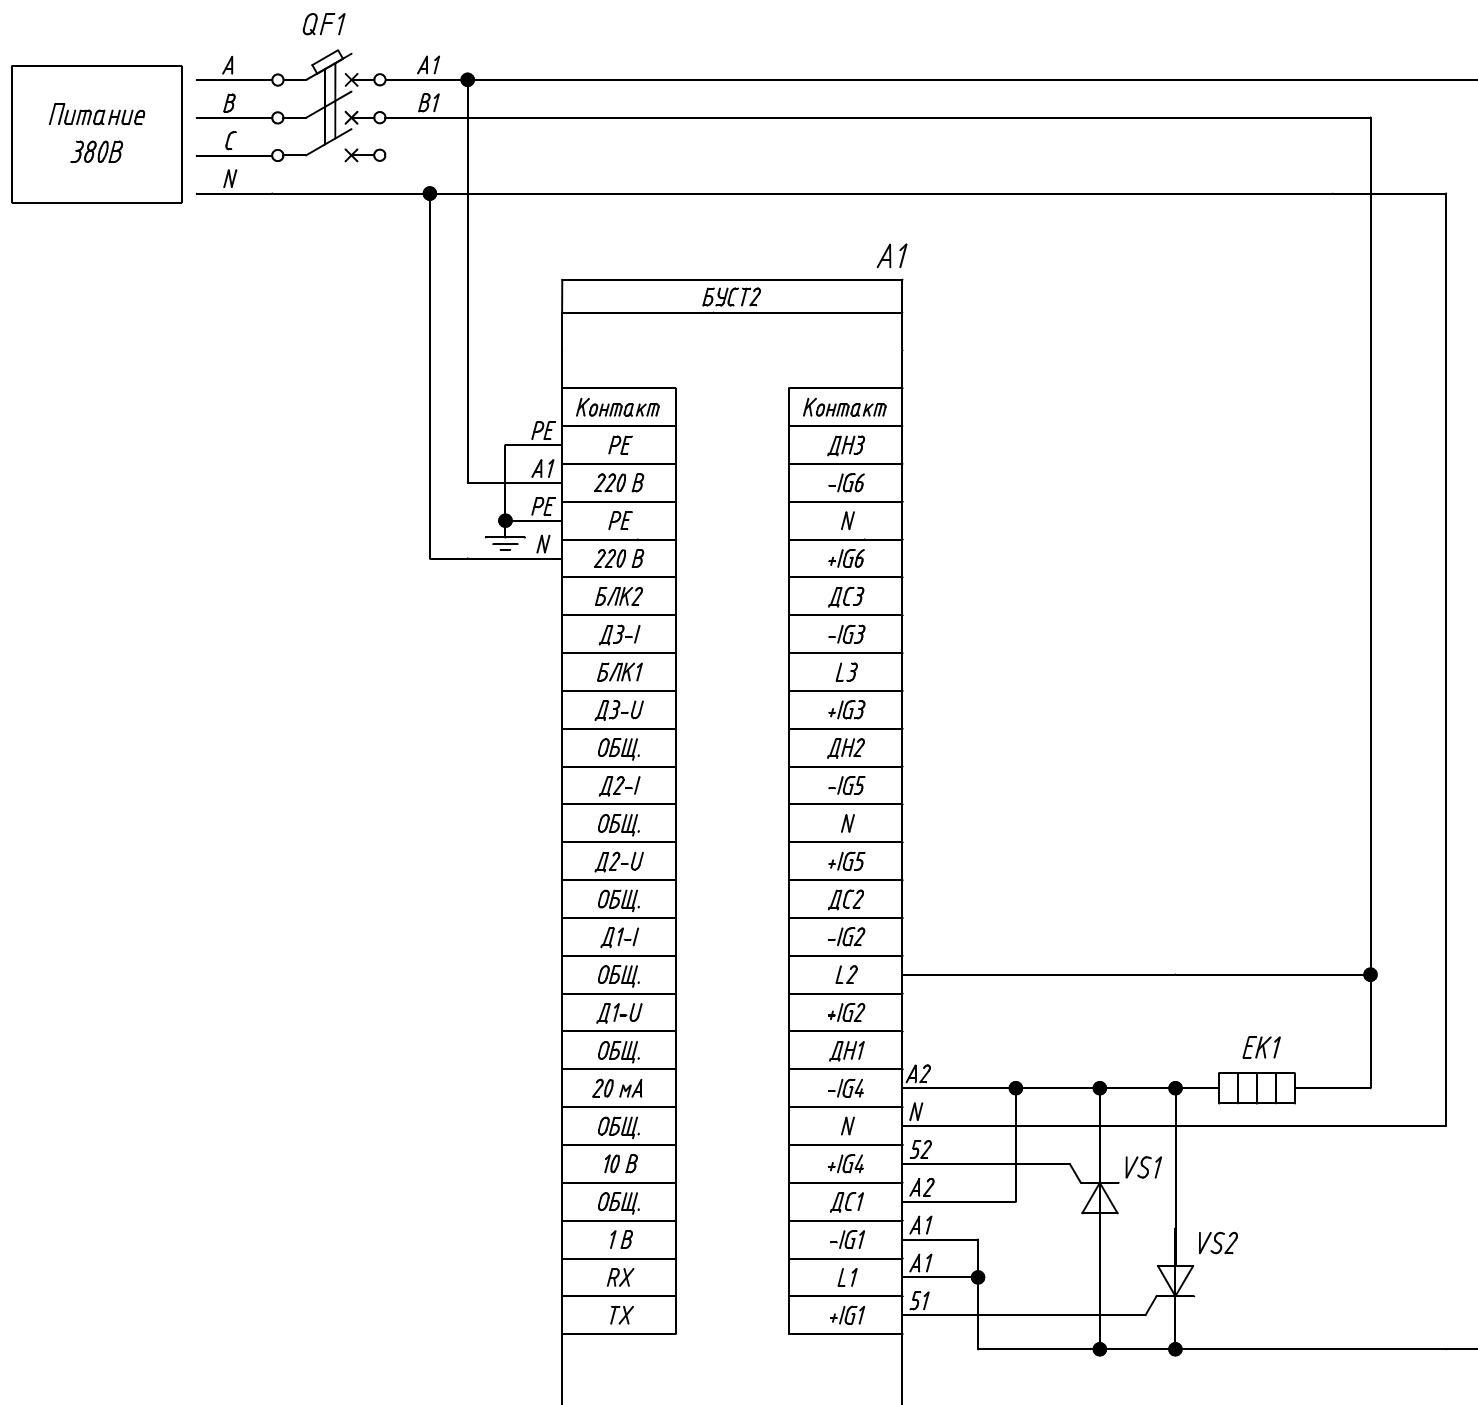 QF1
Питание
380В
A
B
C
N
A1
B1
A1
БУСТ2
Контакт
PE
220 В
PE
220 В
БЛК2
Д3-I
БЛК1
Д3-U
ОБЩ.
Д2-I
ОБЩ.
Д2-U
ОБЩ.
Д1-I
ОБЩ.
Д1-U
ОБЩ.
20 мА
ОБЩ.
10 В
ОБЩ.
1 В
RX
TX
PE
A1
PE
N
Контакт
ДН3
-IG6
N
+IG6
ДС3
-IG3
L3
+IG3
ДН2
-IG5
N
+IG5
ДС2
-IG2
L2
+IG2
ДН1
-IG4
N
+IG4
ДС1
-IG1
L1
+IG1
A2
N
52
A2
A1
A1
51
EK1
VS1
VS2